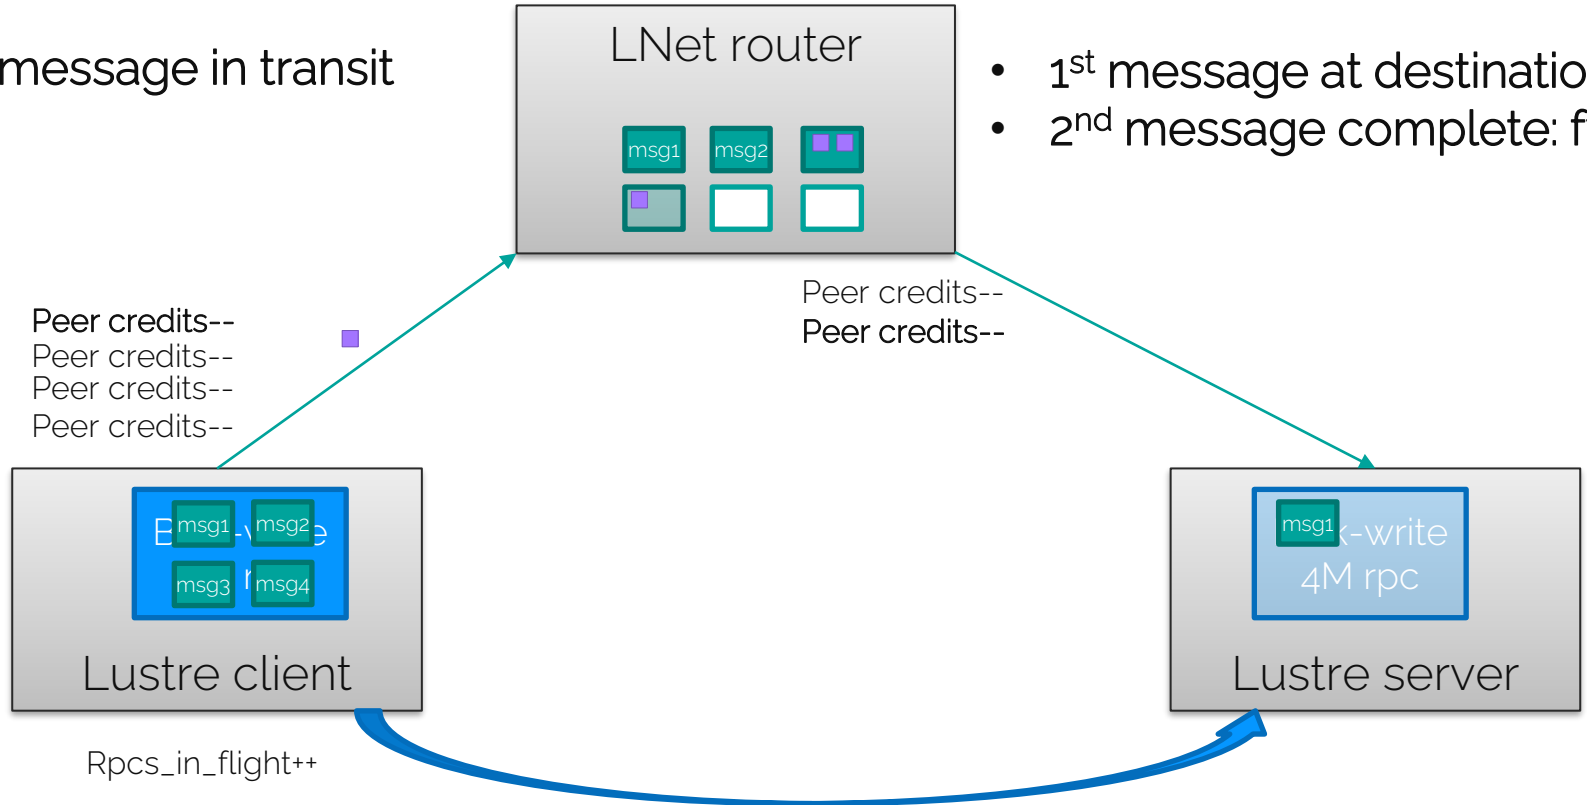 message in transit
LNet router
• 1st message at destinatio
• 2nd message complete: f
msg1 msg2
Peer credits--
Peer credits--
Peer credits--
Peer credits--
Peer credits--
Peer credits--
msg1 msg2
msg3 msg4
Lustre client
msg1 k-write
4M rpc
Lustre server
Rpcs_in_flight++